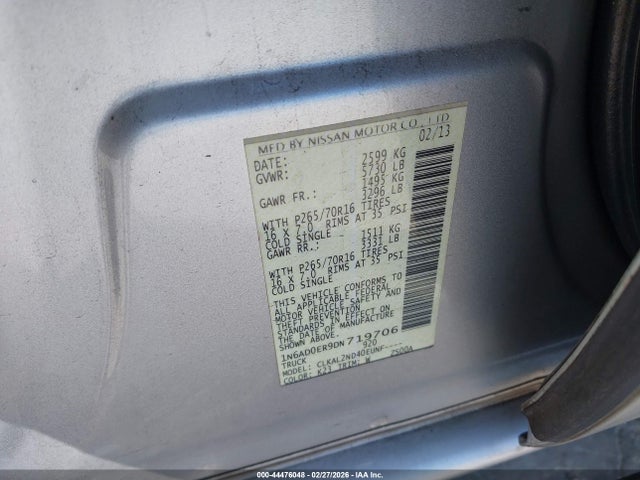 MFD BY NISSAN MOTOR CO., LTD
DATE: 02/13
GVWR: 2599 KG
5730 LB
GAWR FR.: 1495 KG
3296 LB
WITH P265/70R16 TIRES
16 X 7.0 RIMS AT 35 PSI
COLD SINGLE
GAWR RR.: 1511 KG
3331 LB
WITH P265/70R16 TIRES
16 X 7.0 RIMS AT 35 PSI
COLD SINGLE
THIS VEHICLE CONFORMS TO
ALL APPLICABLE FEDERAL
MOTOR VEHICLE SAFETY AND
THEFT PREVENTION
STANDARDS IN EFFECT ON
THE DATE OF MANUFACTURE
SHOWN ABOVE.
1N6AD0ER9DN719706
TRUCK 920
MODEL: CLKAL2ND40EUNF----
COLOR: K23 TRIM: W 2500A
000-44476048 - 02/27/2026 - IAA Inc.